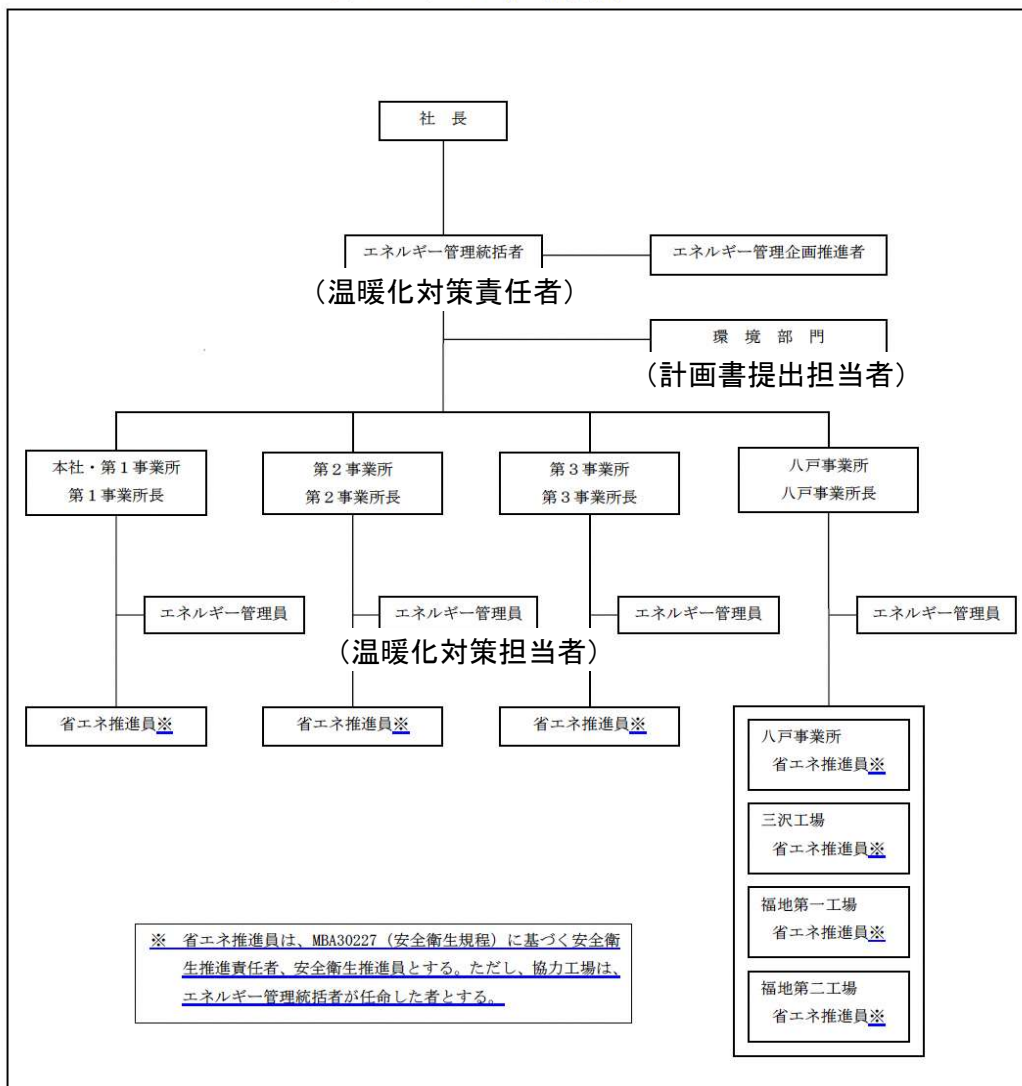 社　長
エネルギー管理統括者
エネルギー管理企画推進者
（温暖化対策責任者）
環　境　部　門
（計画書提出担当者）
本社・第１事業所
第１事業所長
第２事業所
第２事業所長
第３事業所
第３事業所長
八戸事業所
八戸事業所長
エネルギー管理員
エネルギー管理員
エネルギー管理員
エネルギー管理員
（温暖化対策担当者）
省エネ推進員※
省エネ推進員※
省エネ推進員※
八戸事業所
省エネ推進員※
三沢工場
省エネ推進員※
福地第一工場
省エネ推進員※
福地第二工場
省エネ推進員※
※　省エネ推進員は、MBA30227（安全衛生規程）に基づく安全衛
生推進責任者、安全衛生推進員とする。ただし、協力工場は、
エネルギー管理統括者が任命した者とする。